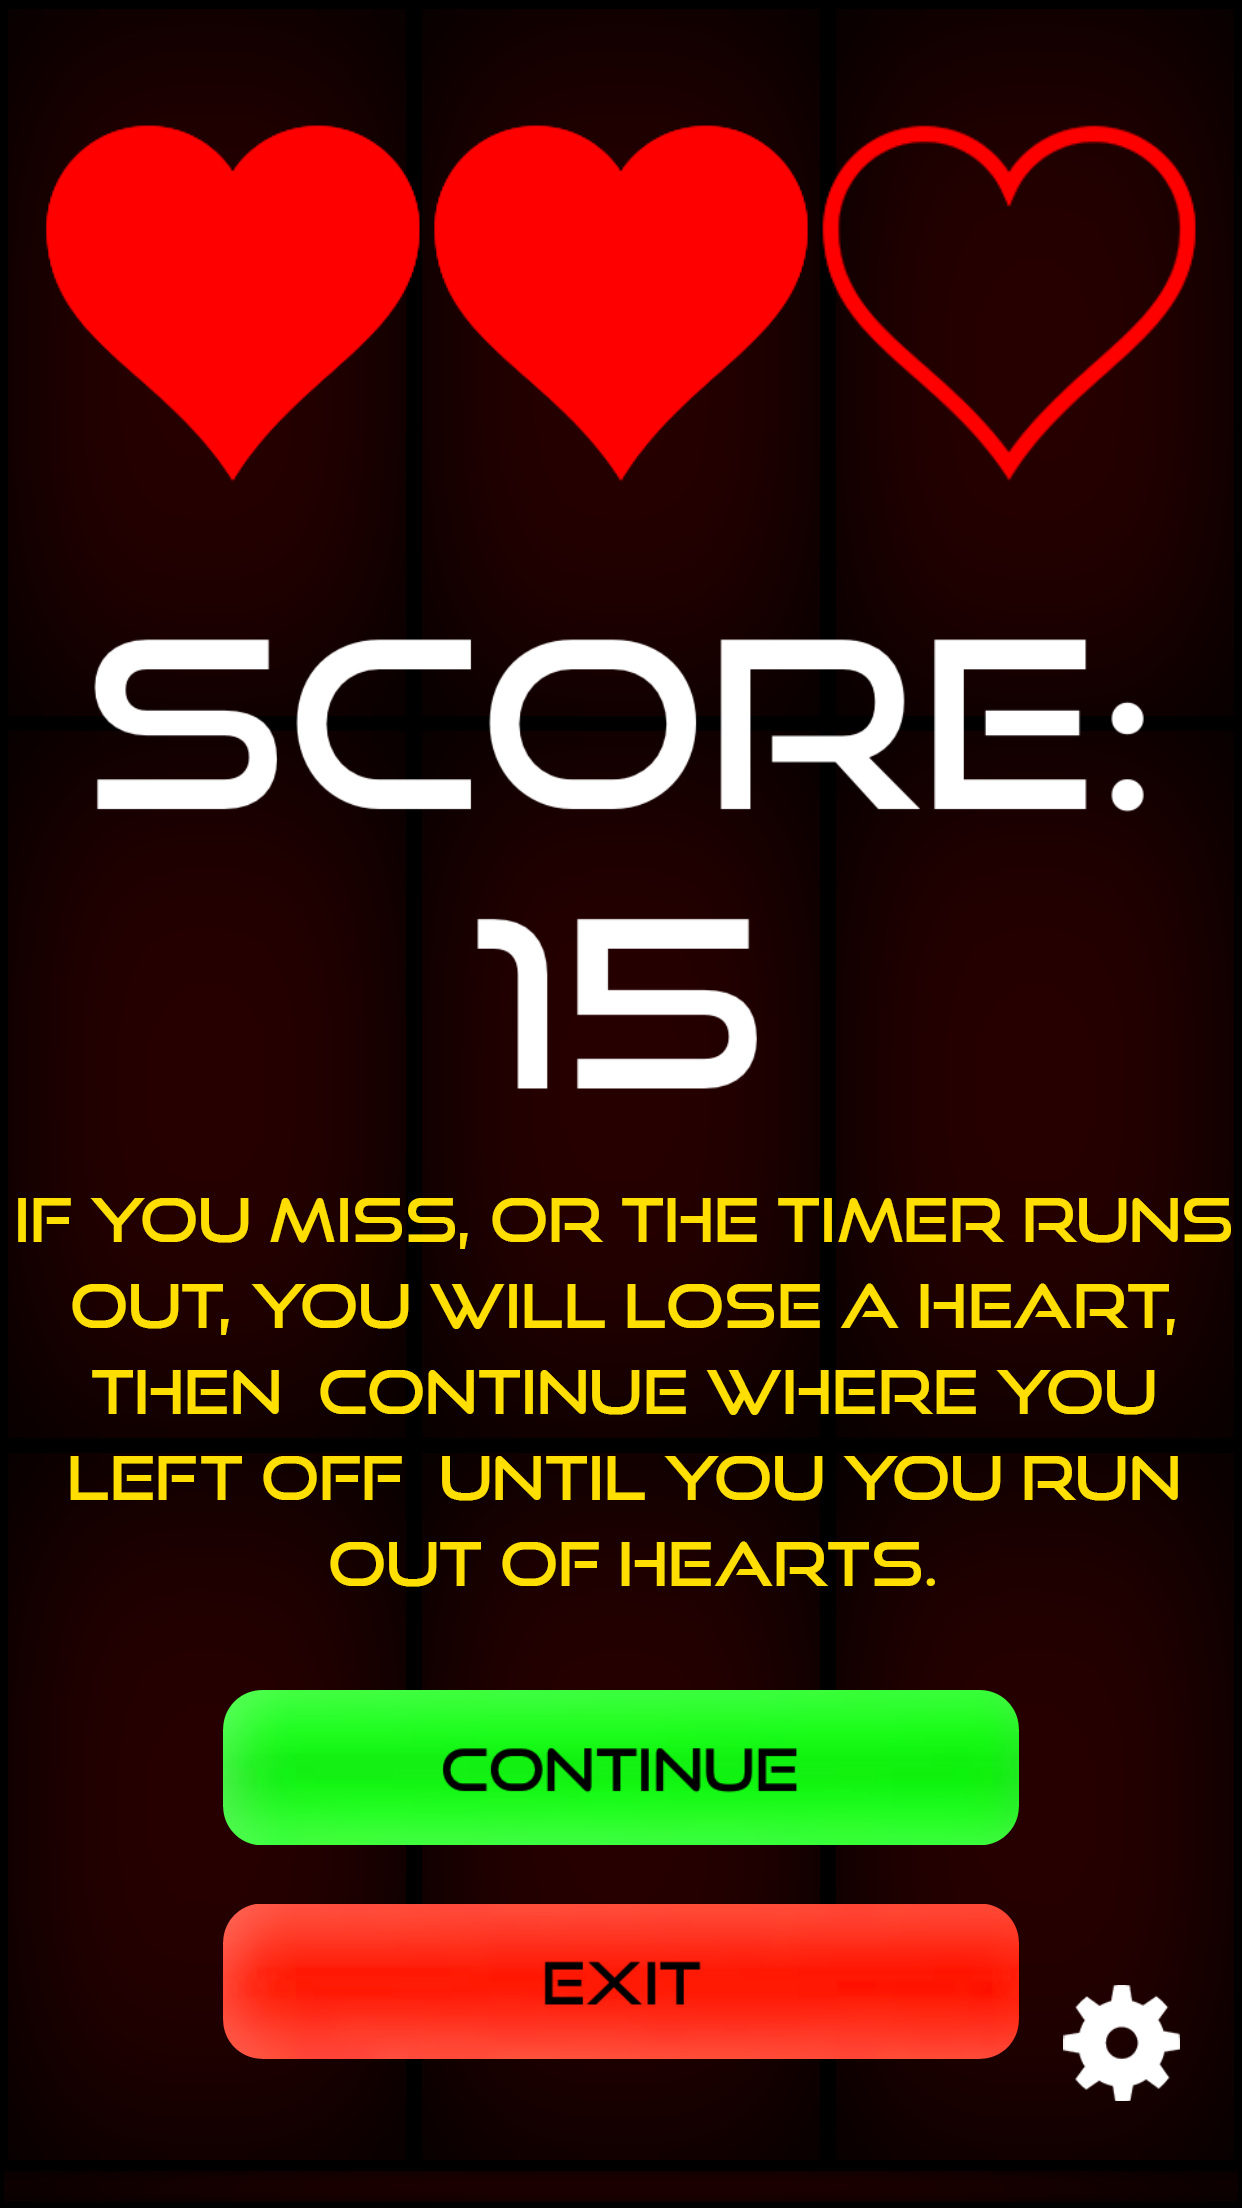 SCORE:
15
IF YOU MISS, OR THE TIMER RUNS
OUT, YOU WILL LOSE A HEART,
THEN  CONTINUE WHERE YOU
LEFT OFF  UNTIL YOU YOU RUN
OUT OF HEARTS.
CONTINUE
EXIT